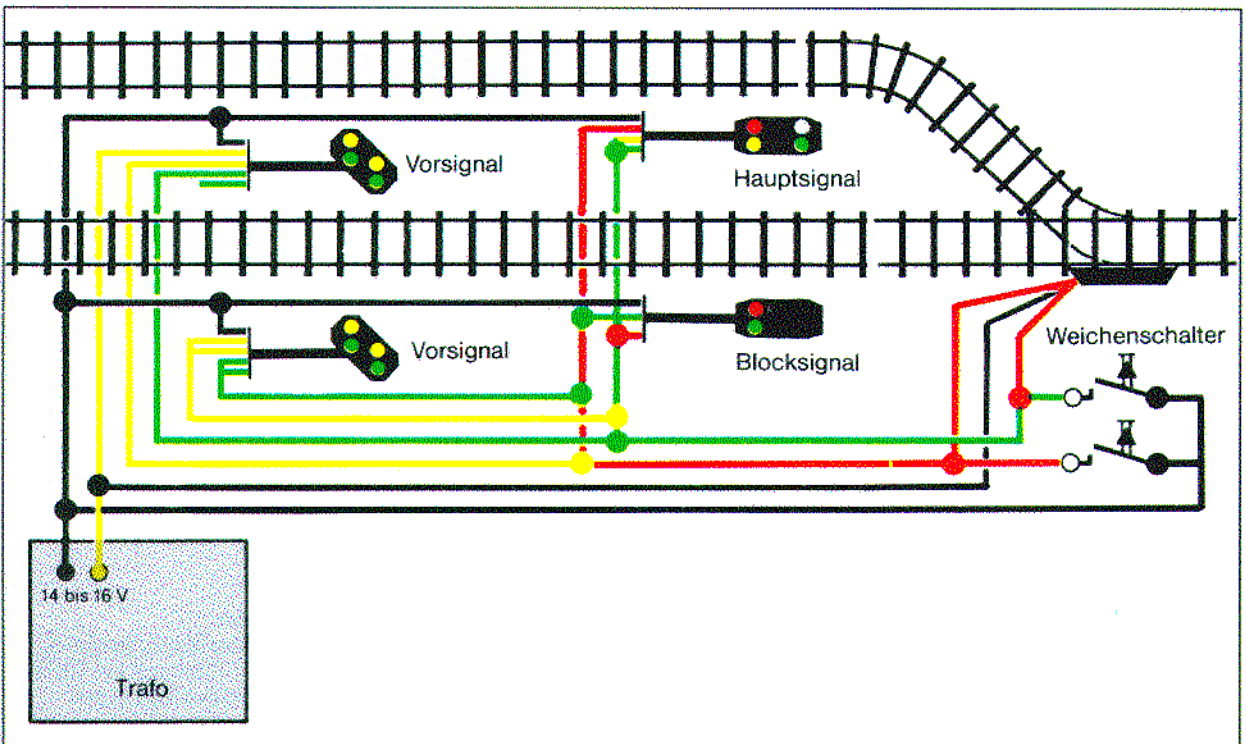 Vorsignal
Hauptsignal
Vorsignal
Blocksignal
Weichenschalter
14 bis 16 V
Trafo